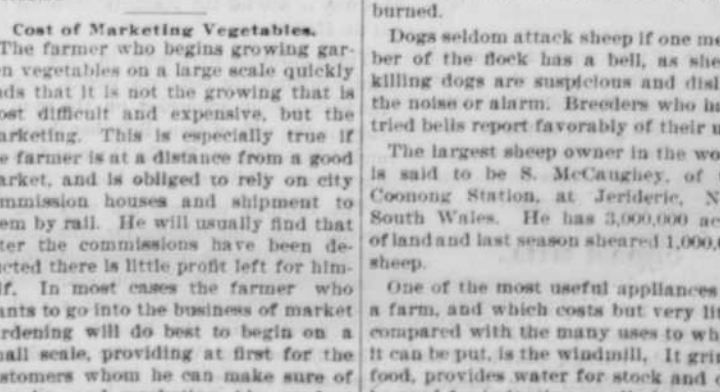 Cost of Marketing Vegetables.
The farmer who begins growing gar-
en vegetables on a large scale quickly
nds that it is not the growing that is
ost difficult and expensive, but the
arketing. This is especially true if
e farmer is at a distance from a good
arket, and is obliged to rely on city
mmission houses and shipment to
em by rail. He will usually find that
ter the commissions have been de-
cted there is little profit left for him-
lf. In most cases the farmer who
ants to go into the business of market
rdening will do best to begin on a
all scale, providing at first for the
stomers whom he can make sure of
burned.
Dogs seldom attack sheep if one me
ber of the flock has a bell, as she
killing dogs are suspicious and disl
the noise or alarm. Breeders who ha
tried bells report favorably of their u
The largest sheep owner in the wo
is said to be S. McCaughey, of
Coonong Station, at Jerideric, N
South Wales. He has 3,000,000 ac
of land and last season sheared 1,000,0
sheep.
One of the most useful appliances
a farm, and which costs but very lit
compared with the many uses to wh
it can be put, is the windmill. It grin
food, provides water for stock and